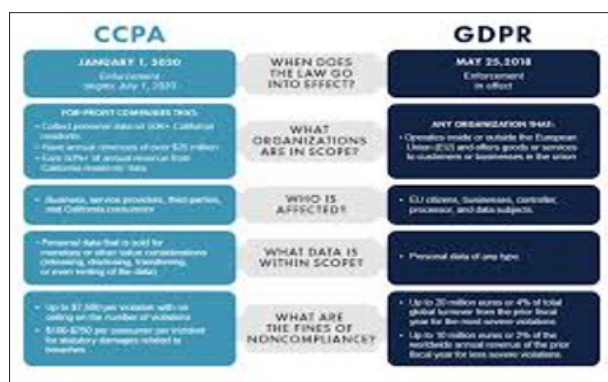 CCPA
GDPR
JANUARY 1, 2020
Enforcement
begins July 1, 2020
WHEN DOES
THE LAW GO
INTO EFFECT?
MAY 25, 2018
Enforcement
in effect
FOR-PROFIT COMPANIES THAT:
• Collect personal data on 50K+ California
residents
• Have annual revenues of over $25 million
• Earn 50%+ of annual revenue from
California residents' data
WHAT
ORGANIZATIONS
ARE IN SCOPE?
ANY ORGANIZATION THAT:
• Operates inside or outside the European
Union (EU) and offers goods or services
to customers or businesses in the union
• Business, service providers, third parties,
and California consumers
WHO IS
AFFECTED?
• EU citizens, businesses, controller,
processor, and data subjects.
• Personal data that is sold for
monetary or other value considerations
(releasing, disclosing, transferring,
or even renting of the data)
WHAT DATA IS
WITHIN SCOPE?
• Personal data of any type
• Up to $7,500 per violation with no
ceiling on the number of violations
• $100-$750 per consumer per incident
for statutory damages related to
breaches
WHAT ARE
THE FINES OF
NONCOMPLIANCE?
• Up to 20 million euros or 4% of total
global turnover from the prior fiscal
year for the most severe violations.
• Up to 10 million euros or 2% of the
worldwide annual revenue of the prior
fiscal year for less severe violations.